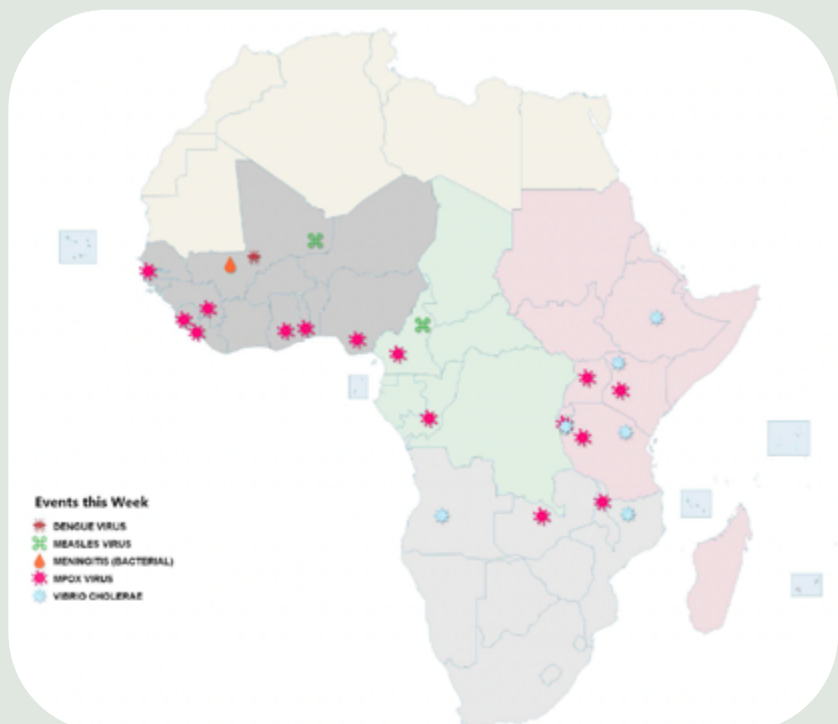 Events this Week
DENGUE VIRUS
MEASLES VIRUS
MENINGITIS (BACTERIAL)
MPOX VIRUS
VIBRIO CHOLERAE